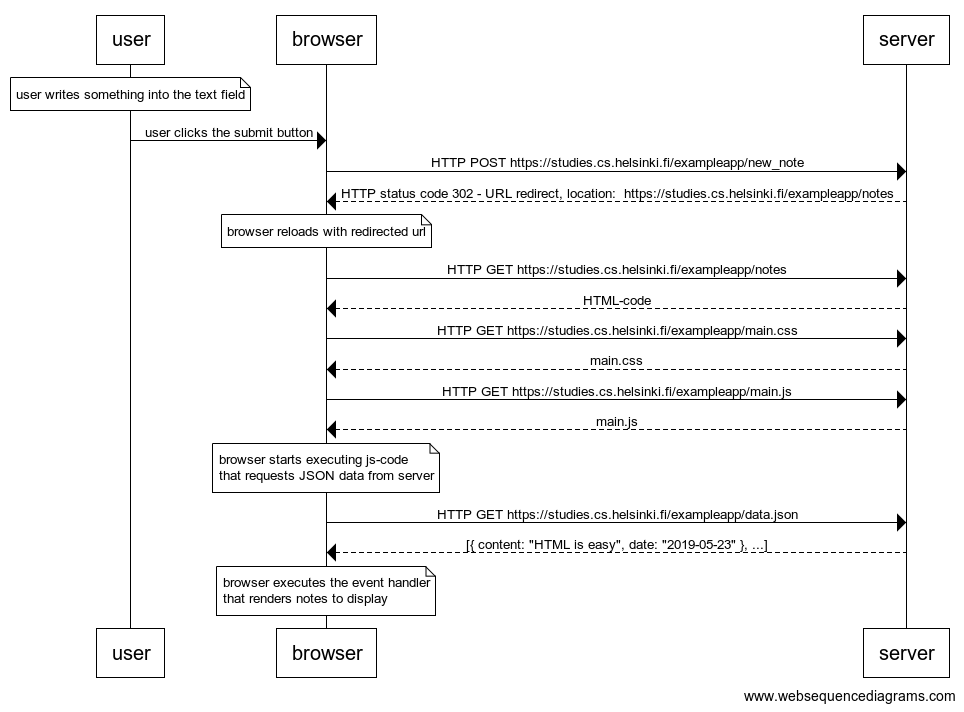 user
browser
server
user writes something into the text field
user clicks the submit button
HTTP POST https://studies.cs.helsinki.fi/exampleapp/new_note
HTTP status code 302 - URL redirect, location:  https://studies.cs.helsinki.fi/exampleapp/notes
browser reloads with redirected url
HTTP GET https://studies.cs.helsinki.fi/exampleapp/notes
HTML-code
HTTP GET https://studies.cs.helsinki.fi/exampleapp/main.css
main.css
HTTP GET https://studies.cs.helsinki.fi/exampleapp/main.js
main.js
browser starts executing js-code
that requests JSON data from server
HTTP GET https://studies.cs.helsinki.fi/exampleapp/data.json
[{ content: "HTML is easy", date: "2019-05-23" }, ...]
browser executes the event handler
that renders notes to display
user
browser
server
www.websequencediagrams.com